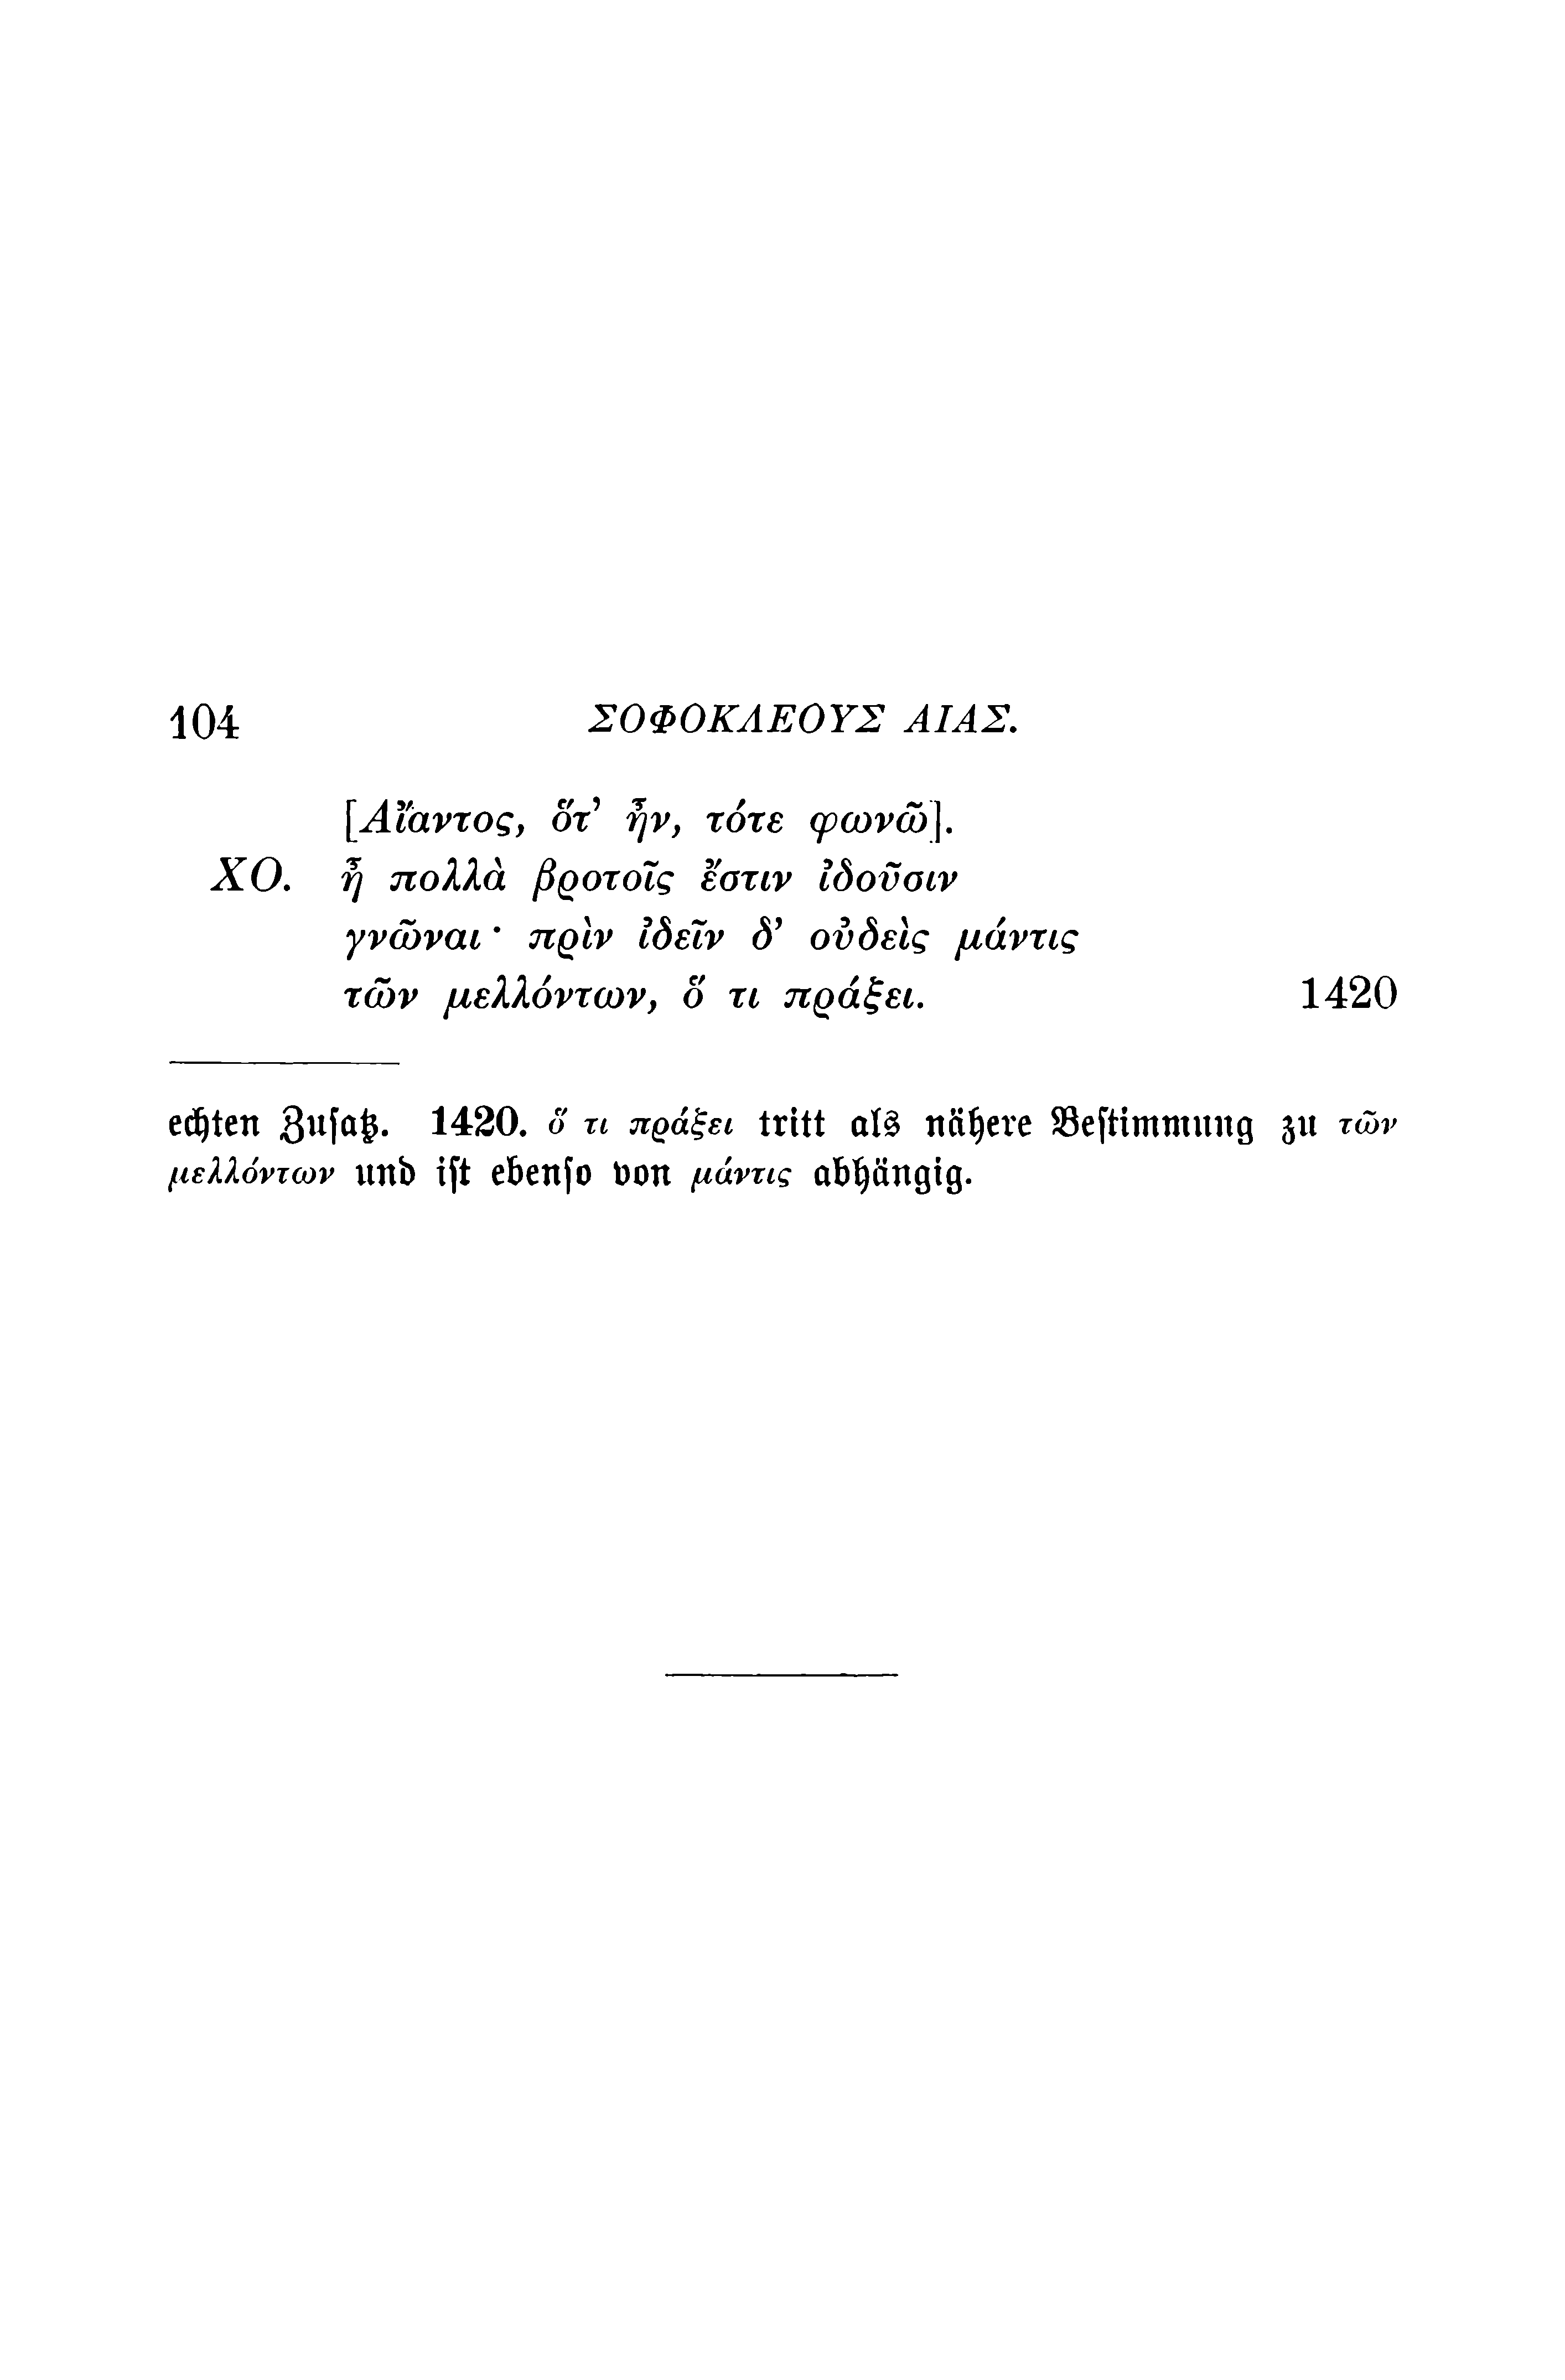 104 ΣΟΦΟΚΛΕΟΥΣ ΑΙΑΣ.
[Αἴαντος, ὅτ’ ἦν, τότε φωνῶ].
ΧΟ. ἦ πολλὰ βροτοῖς ἔστιν ἰδοῦσιν
γνῶναι· πρὶν ἰδεῖν δ’ οὐδεὶς μάντις
τῶν μελλόντων, ὅ τι πράξει. 1420
echten Zuſatz. 1420. ὅ τι πράξει tritt als nähere Beſtimmung zu τῶν
μελλόντων und iſt ebenſo von μάντις abhängig.